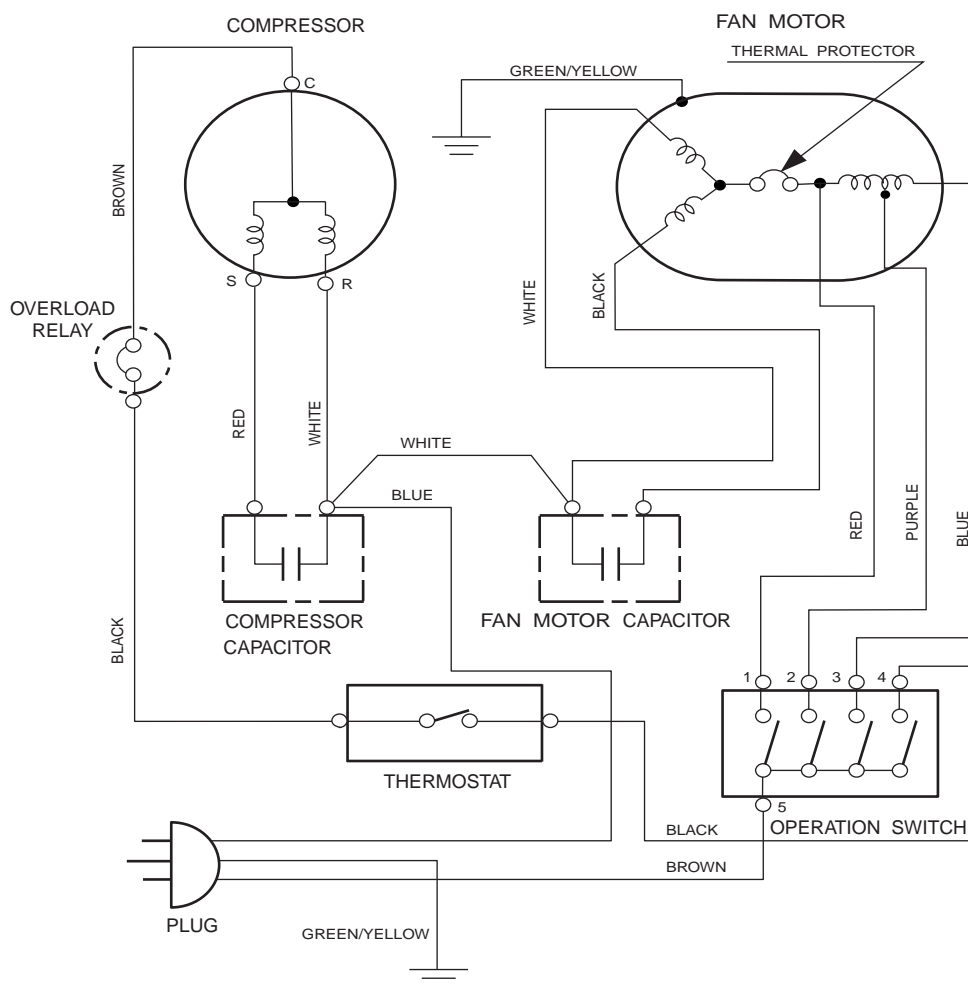 COMPRESSOR
FAN MOTOR
THERMAL PROTECTOR
GREEN/YELLOW
C
BROWN
S
R
WHITE
BLACK
OVERLOAD
RELAY
RED
WHITE
WHITE
BLUE
RED
PURPLE
BLUE
COMPRESSOR
CAPACITOR
FAN MOTOR CAPACITOR
BLACK
1
2
3
4
THERMOSTAT
5
BLACK
OPERATION SWITCH
BROWN
PLUG
GREEN/YELLOW